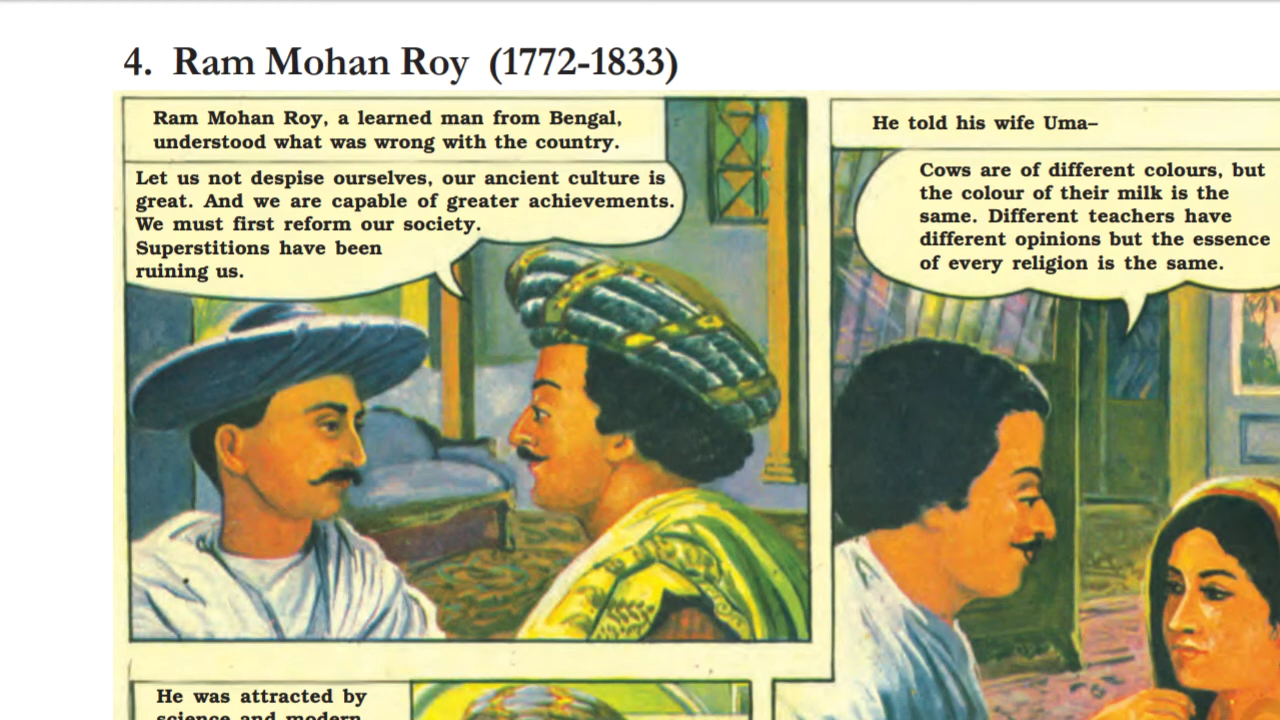 4. Ram Mohan Roy (1772-1833)
Ram Mohan Roy, a learned man from Bengal,
understood what was wrong with the country.
Let us not despise ourselves, our ancient culture is
great. And we are capable of greater achievements.
We must first reform our society.
Superstitions have been
ruining us.
He told his wife Uma–
Cows are of different colours, but
the colour of their milk is the
same. Different teachers have
different opinions but the essence
of every religion is the same.
He was attracted by
science and modern